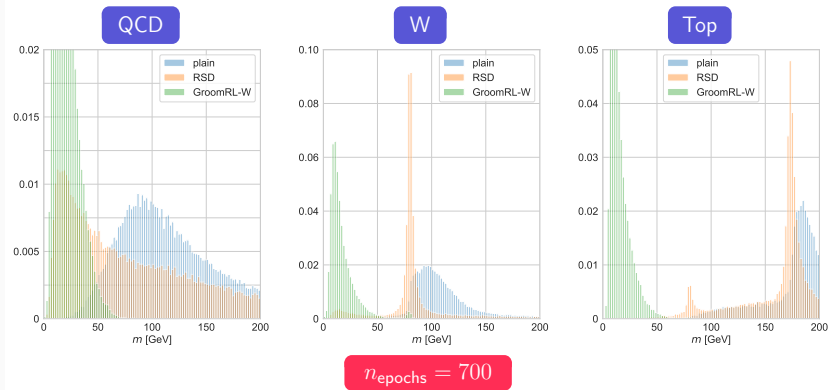 QCD
W
Top
0.02
0.015
0.01
0.005
0
0
50
100
150
200
m [GeV]
plain
RSD
GroomRL-W
0.10
0.08
0.06
0.04
0.02
0
0
50
100
150
200
m [GeV]
plain
RSD
GroomRL-W
0.05
0.04
0.03
0.02
0.01
0
0
50
100
150
200
m [GeV]
plain
RSD
GroomRL-W
n_epochs = 700